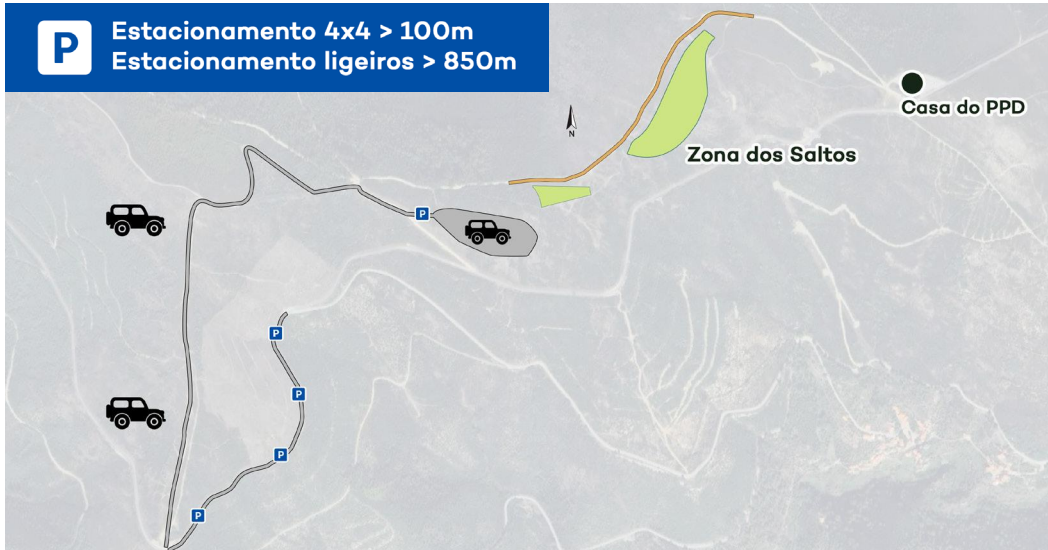 P
Estacionamento 4x4 > 100m
Estacionamento ligeiros > 850m
N
Casa do PPD
Zona dos Saltos
P
P
P
P
P